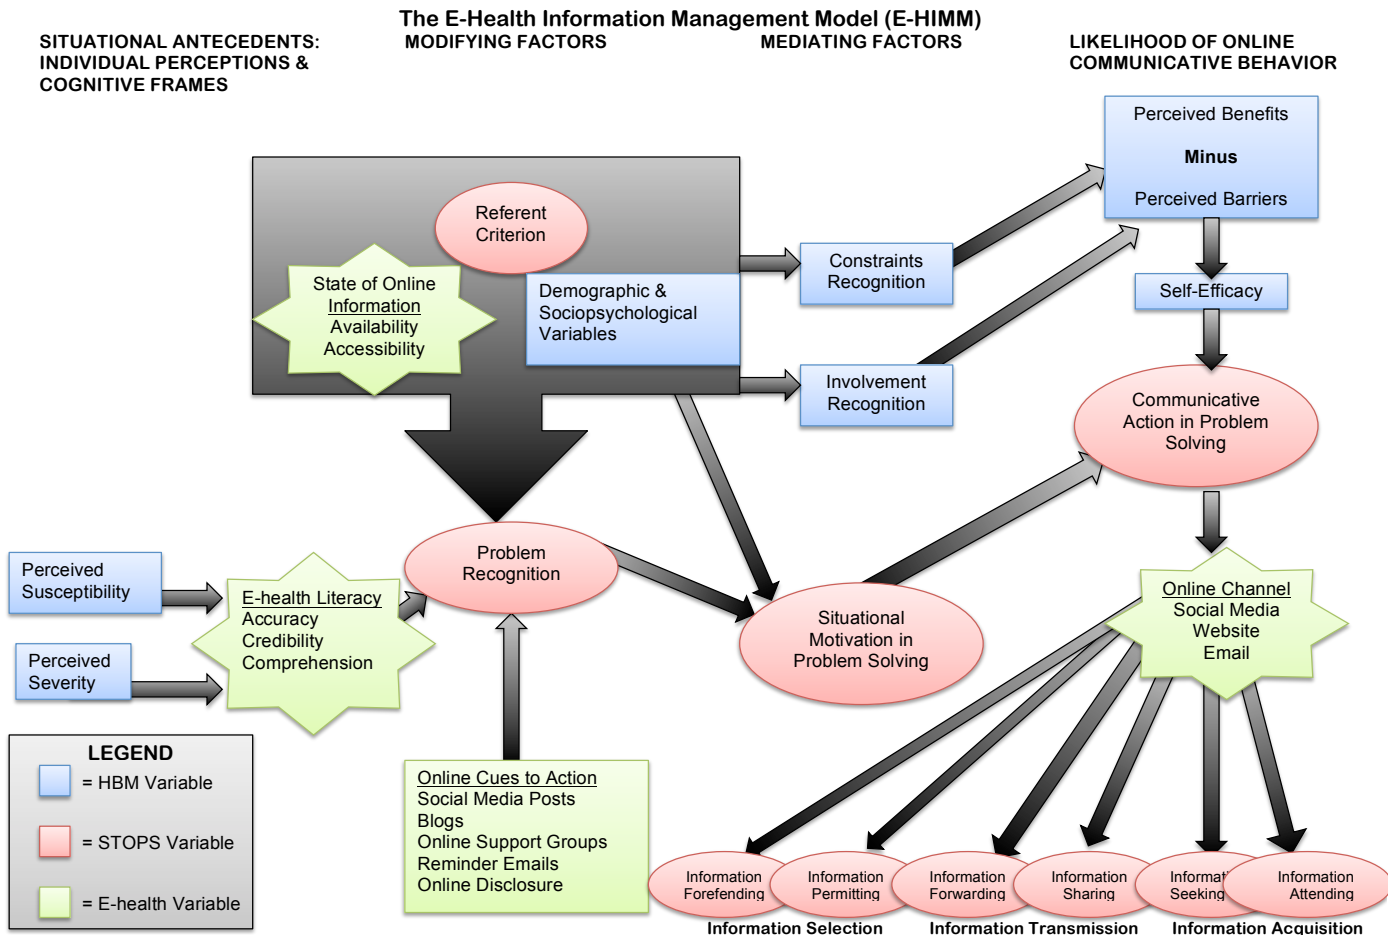 The E-Health Information Management Model (E-HIMM)
SITUATIONAL ANTECEDENTS:
INDIVIDUAL PERCEPTIONS &
COGNITIVE FRAMES
MODIFYING FACTORS
MEDIATING FACTORS
LIKELIHOOD OF ONLINE
COMMUNICATIVE BEHAVIOR
Perceived Benefits
Minus
Perceived Barriers
Referent
Criterion
State of Online
Information
Availability
Accessibility
Demographic &
Sociopsychological
Variables
Constraints
Recognition
Self-Efficacy
Involvement
Recognition
Communicative
Action in Problem
Solving
Perceived
Susceptibility
Perceived
Severity
E-health Literacy
Accuracy
Credibility
Comprehension
Problem
Recognition
Situational
Motivation in
Problem Solving
Online Channel
Social Media
Website
Email
LEGEND
= HBM Variable
= STOPS Variable
= E-health Variable
Online Cues to Action
Social Media Posts
Blogs
Online Support Groups
Reminder Emails
Online Disclosure
Information
Forefending
Information
Permitting
Information
Forwarding
Information
Sharing
Information
Seeking
Information
Attending
Information Selection
Information Transmission
Information Acquisition